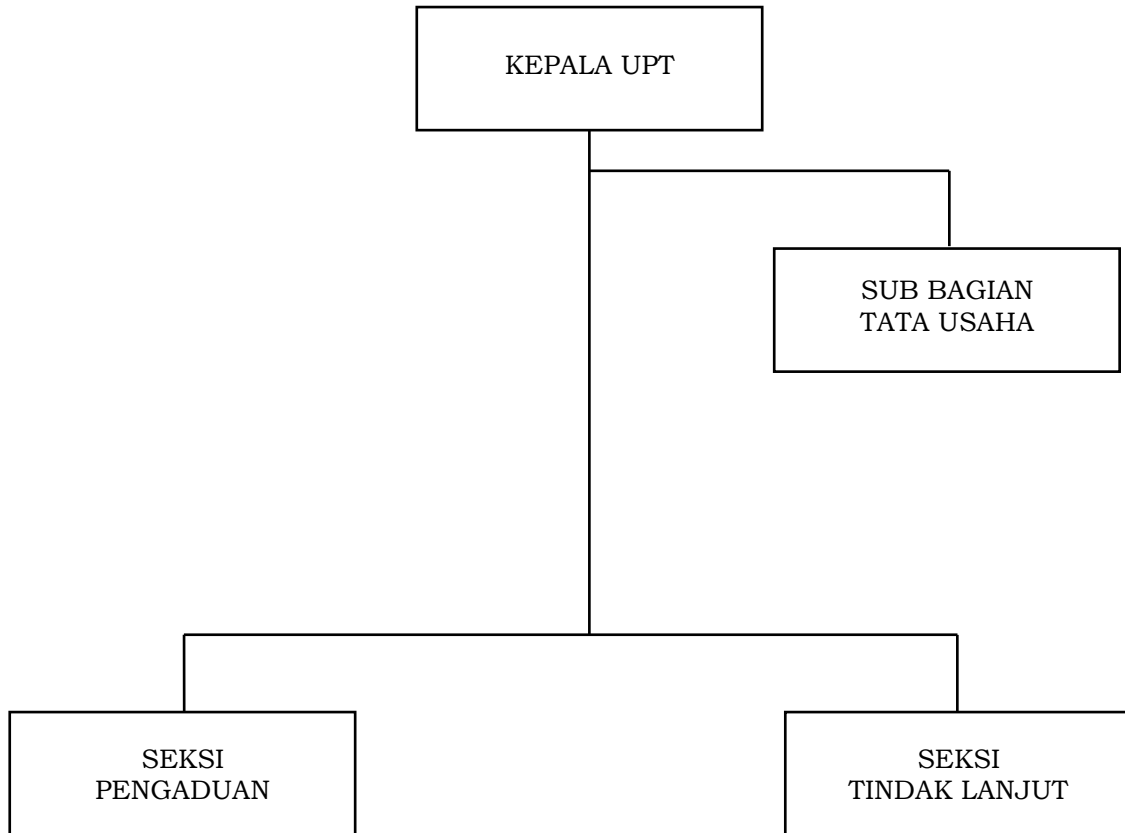 KEPALA UPT
SUB BAGIAN
TATA USAHA
SEKSI
PENGADUAN
SEKSI
TINDAK LANJUT